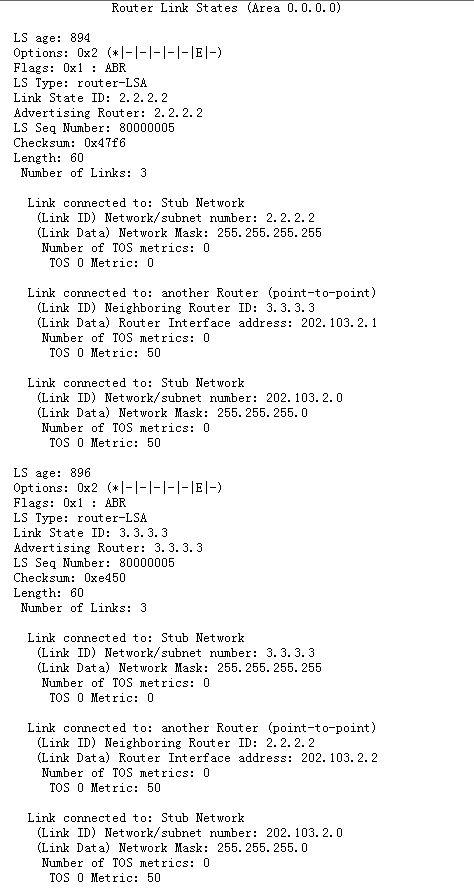 Router Link States (Area 0.0.0.0)
LS age: 894
Options: 0x2 (*|-|-|-|-|-|E|-)
Flags: 0x1 : ABR
LS Type: router-LSA
Link State ID: 2.2.2.2
Advertising Router: 2.2.2.2
LS Seq Number: 80000005
Checksum: 0x47f6
Length: 60
Number of Links: 3
Link connected to: Stub Network
(Link ID) Network/subnet number: 2.2.2.2
(Link Data) Network Mask: 255.255.255.255
Number of TOS metrics: 0
TOS 0 Metric: 0
Link connected to: another Router (point-to-point)
(Link ID) Neighboring Router ID: 3.3.3.3
(Link Data) Router Interface address: 202.103.2.1
Number of TOS metrics: 0
TOS 0 Metric: 50
Link connected to: Stub Network
(Link ID) Network/subnet number: 202.103.2.0
(Link Data) Network Mask: 255.255.255.0
Number of TOS metrics: 0
TOS 0 Metric: 50
LS age: 896
Options: 0x2 (*|-|-|-|-|-|E|-)
Flags: 0x1 : ABR
LS Type: router-LSA
Link State ID: 3.3.3.3
Advertising Router: 3.3.3.3
LS Seq Number: 80000005
Checksum: 0xe450
Length: 60
Number of Links: 3
Link connected to: Stub Network
(Link ID) Network/subnet number: 3.3.3.3
(Link Data) Network Mask: 255.255.255.255
Number of TOS metrics: 0
TOS 0 Metric: 0
Link connected to: another Router (point-to-point)
(Link ID) Neighboring Router ID: 2.2.2.2
(Link Data) Router Interface address: 202.103.2.2
Number of TOS metrics: 0
TOS 0 Metric: 50
Link connected to: Stub Network
(Link ID) Network/subnet number: 202.103.2.0
(Link Data) Network Mask: 255.255.255.0
Number of TOS metrics: 0
TOS 0 Metric: 50